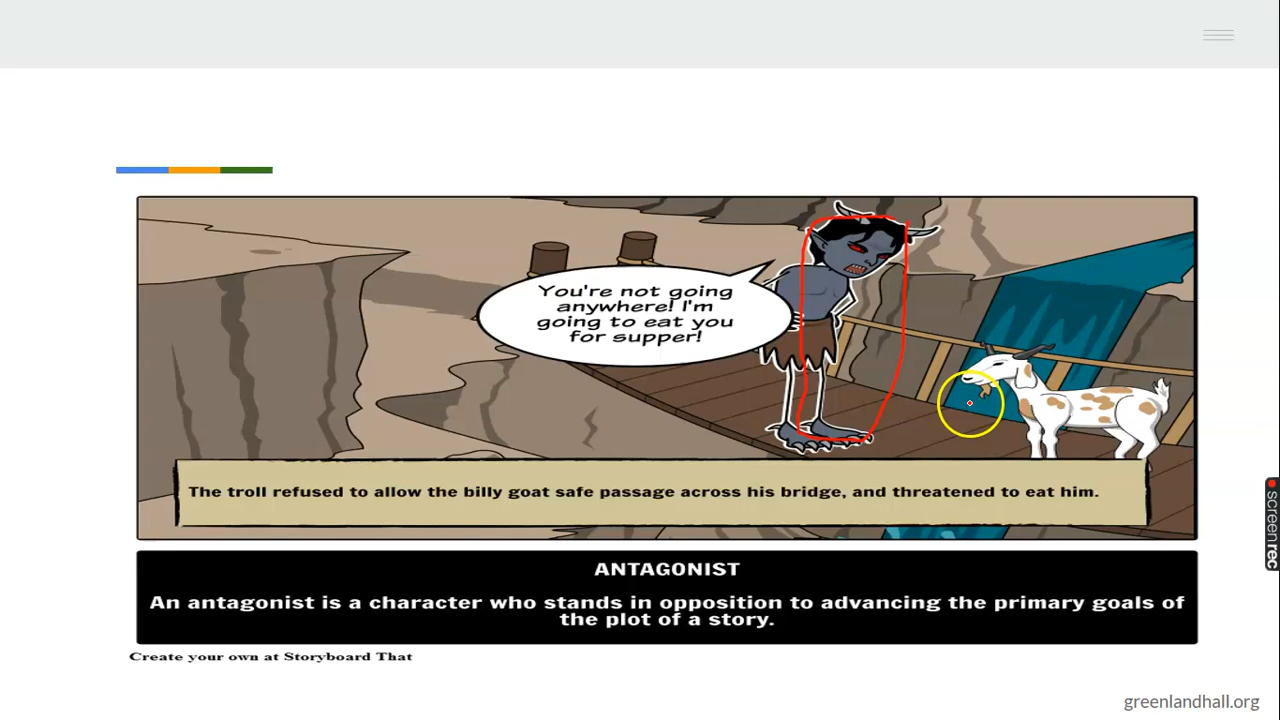 You're not going
anywhere! I'm
going to eat you
for supper!
The troll refused to allow the billy goat safe passage across his bridge, and threatened to eat him.
ANTAGONIST
An antagonist is a character who stands in opposition to advancing the primary goals of
the plot of a story.
Create your own at Storyboard That
greenlandhall.org
screenrec